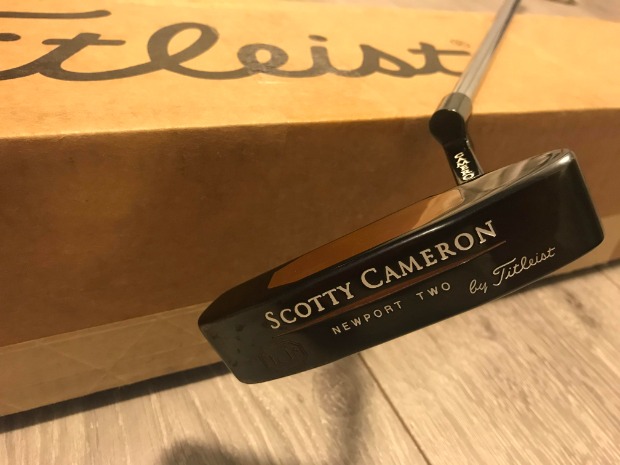 Titleist
SCOTTY CAMERON
NEWPORT TWO by Titleist